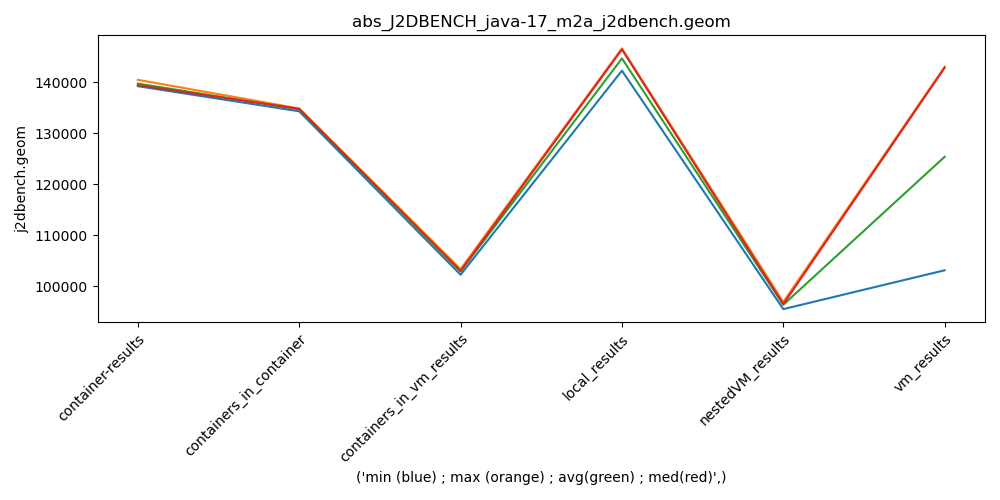 abs_J2DBENCH_java-17_m2a_j2dbench.geom
j2dbench.geom
140000
130000
120000
110000
100000
container-results
containers_in_container
containers_in_vm_results
local_results
nestedVM_results
vm_results
('min (blue) ; max (orange) ; avg(green) ; med(red)',)